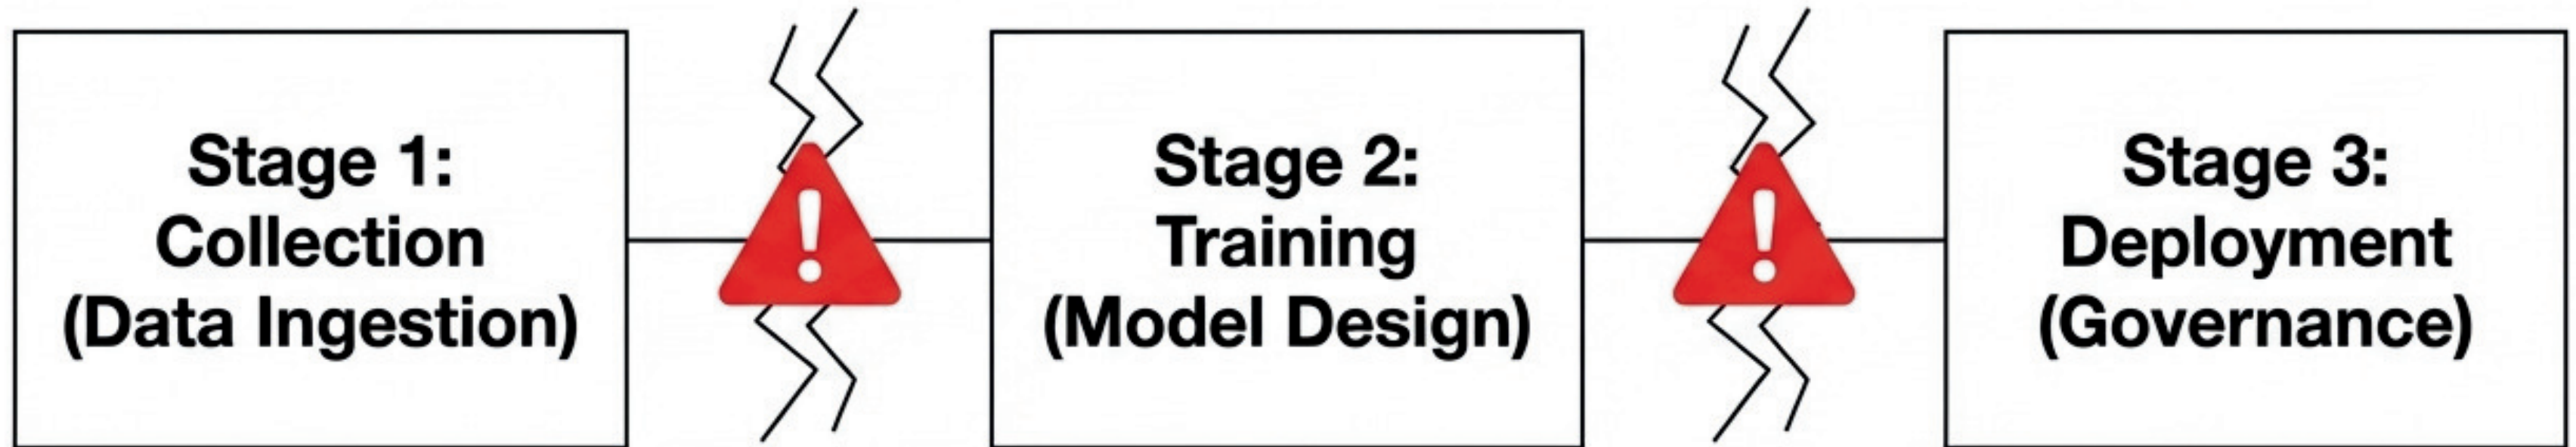 Stage 1:
Collection
(Data Ingestion)
!
Stage 2:
Training
(Model Design)
!
Stage 3:
Deployment
(Governance)